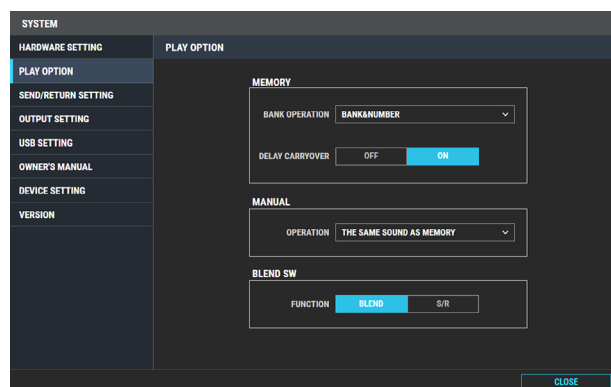 SYSTEM
HARDWARE SETTING
PLAY OPTION
SEND/RETURN SETTING
OUTPUT SETTING
USB SETTING
OWNER'S MANUAL
DEVICE SETTING
VERSION
PLAY OPTION
MEMORY
BANK OPERATION BANK&NUMBER
DELAY CARRYOVER OFF ON
MANUAL
OPERATION THE SAME SOUND AS MEMORY
BLEND SW
FUNCTION BLEND S/R
CLOSE